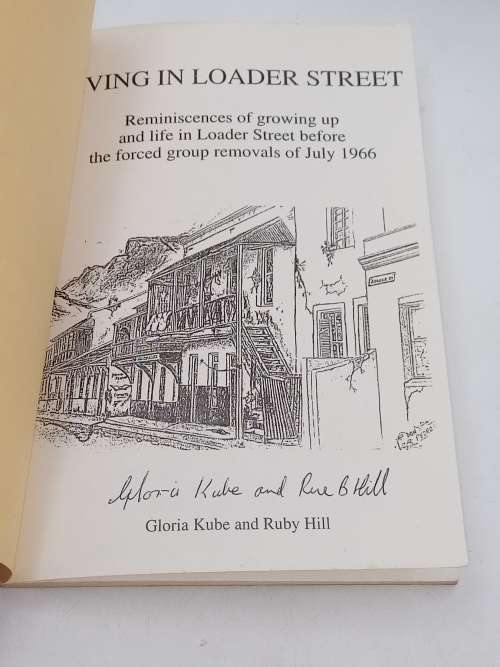 VING IN LOADER STREET
Reminiscences of growing up
and life in Loader Street before
the forced group removals of July 1966
Gloria Kube and Rue B Hill
Gloria Kube and Ruby Hill